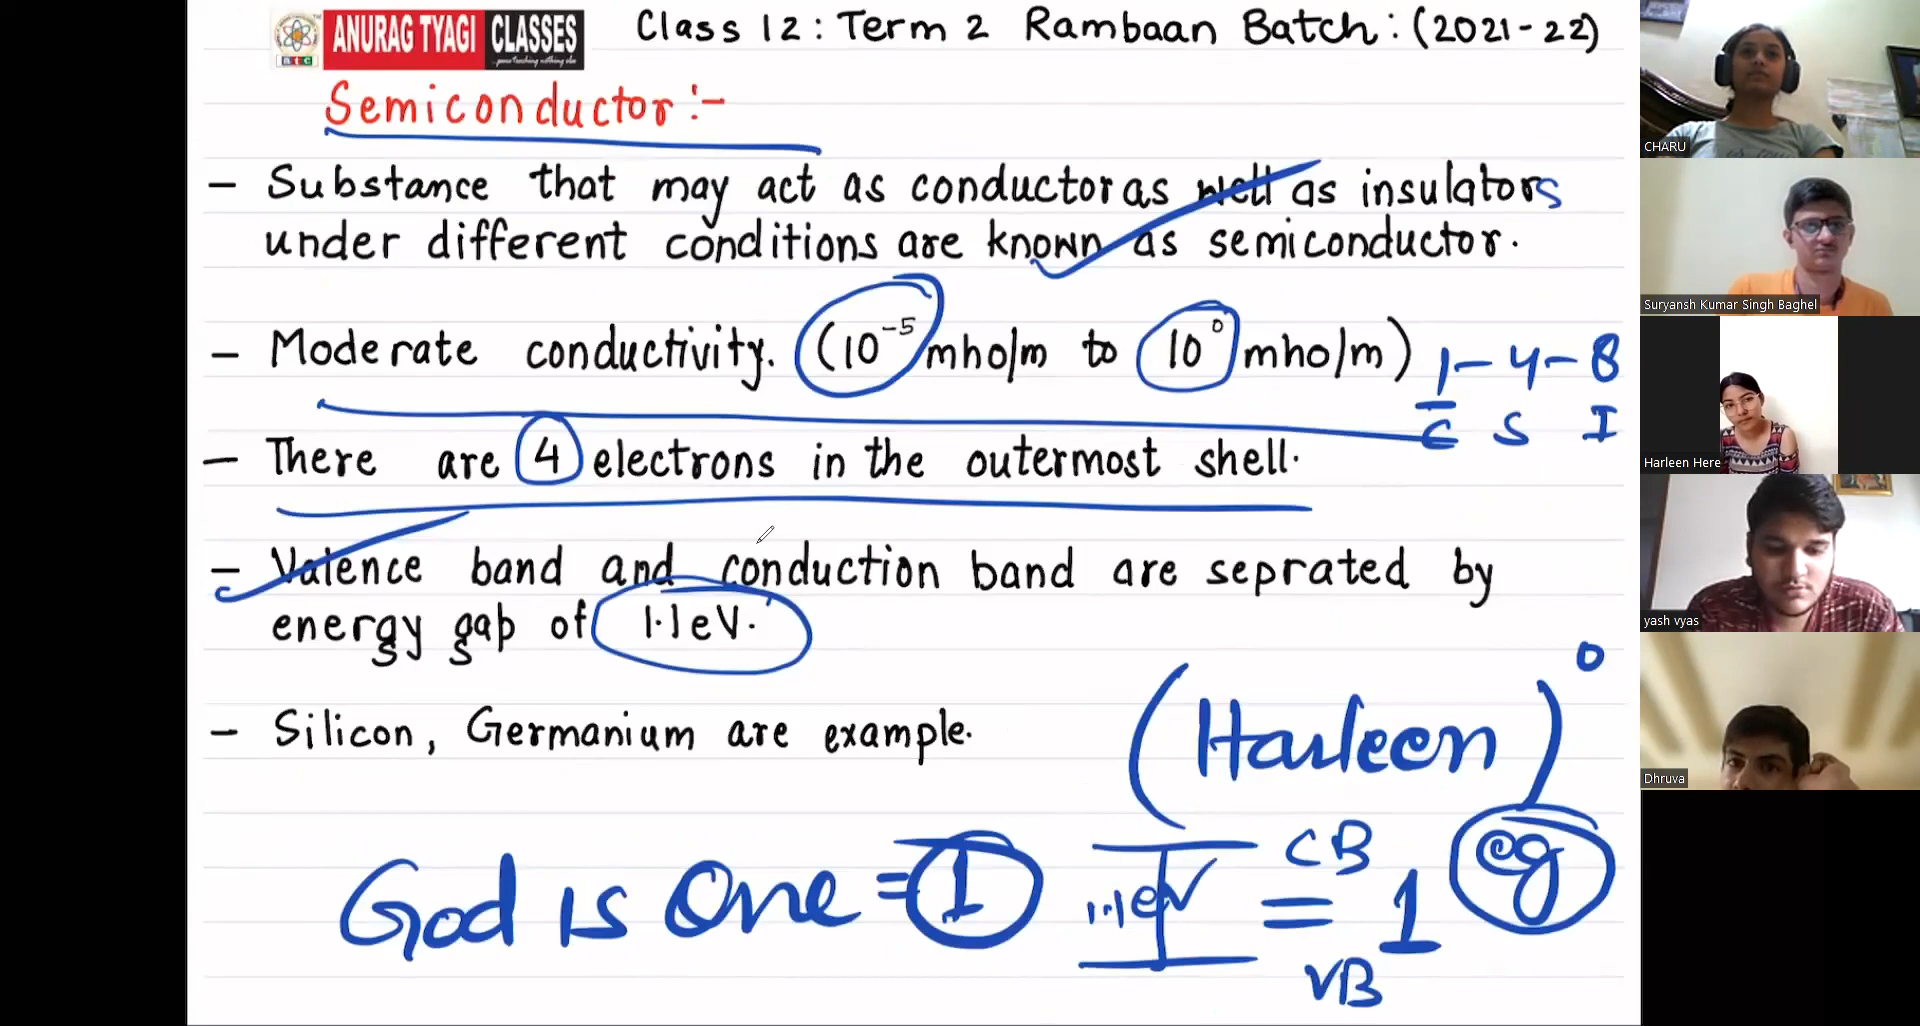 ANURAG TYAGI CLASSES
Class 12 : Term 2 Rambaan Batch : (2021-22)
Semiconductor :-
- Substance that may act as conductor as well as insulators
under different conditions are known as semiconductor.
- Moderate conductivity. (10⁻⁵ mho/m to 10⁰ mho/m)
1 - 4 - 8
C S I
- There are 4 electrons in the outermost shell.
- Valence band and conduction band are seprated by
energy gap of 1.1eV.
- Silicon, Germanium are example.
(Harleen)⁰
God is One = 1
1.1eV
CB
= 1
eg
VB
CHARU
Suryansh Kumar Singh Baghel
Harleen Here
yash vyas
Dhruva